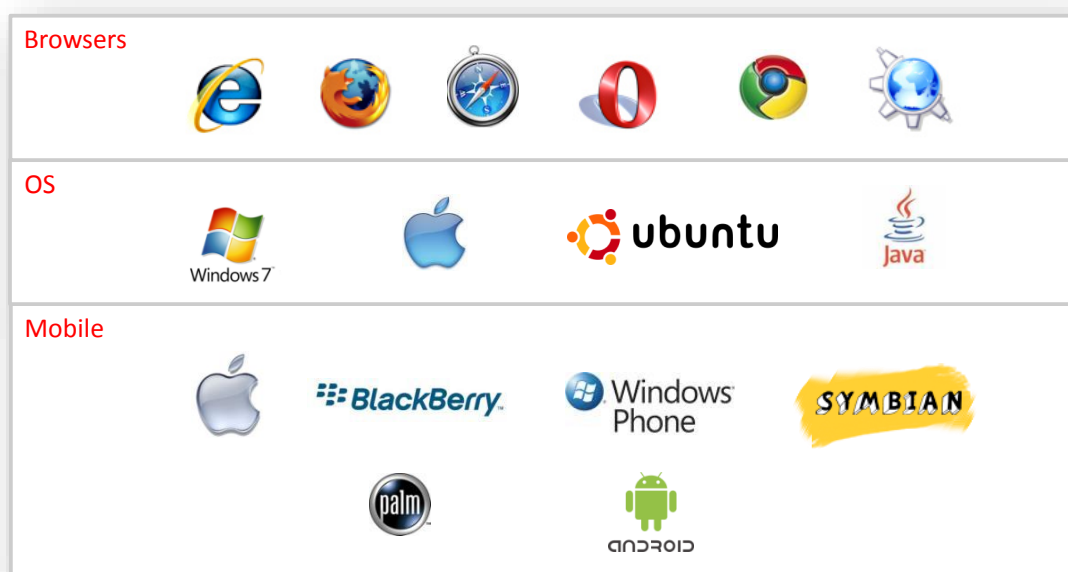 Browsers
OS
Windows 7
ubuntu
Java
Mobile
BlackBerry
Windows
Phone
SYMBIAN
palm
ANDROID